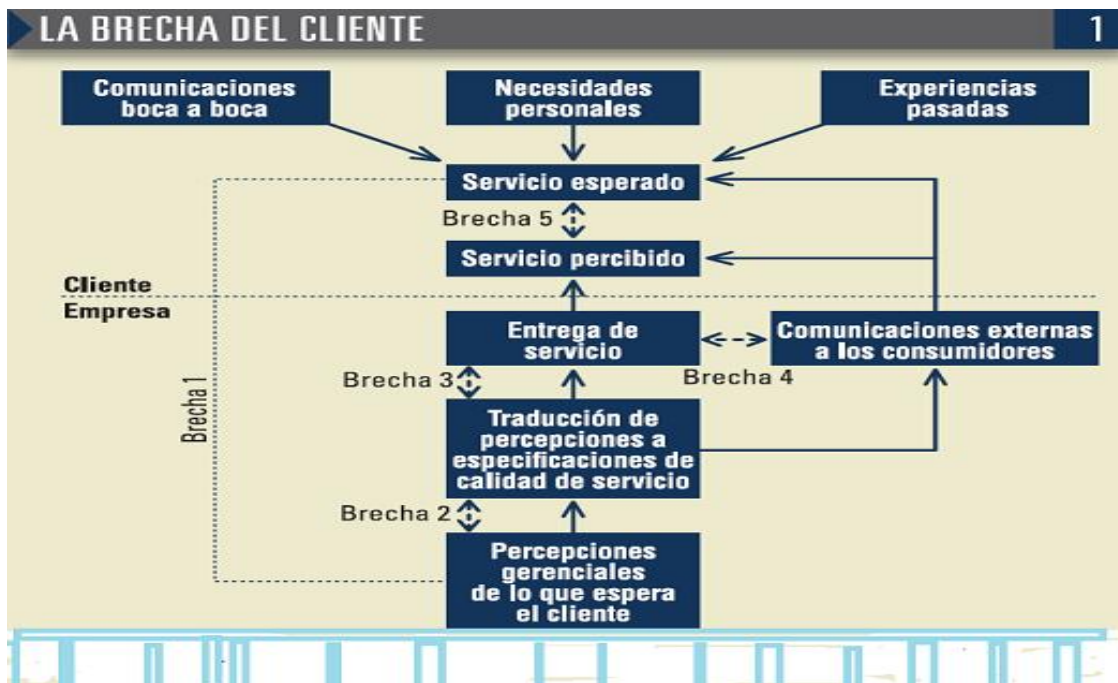 LA BRECHA DEL CLIENTE
1
Comunicaciones
boca a boca
Necesidades
personales
Experiencias
pasadas
Servicio esperado
Brecha 5
Servicio percibido
Cliente
Empresa
Entrega de
servicio
Comunicaciones externas
a los consumidores
Brecha 3
Brecha 4
Brecha 1
Traducción de
percepciones a
especificaciones de
calidad de servicio
Brecha 2
Percepciones
gerenciales
de lo que espera
el cliente